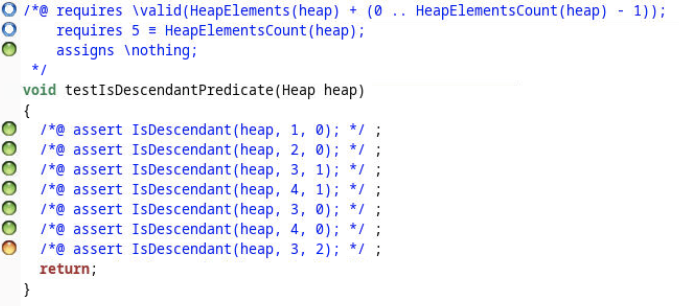 /*@ requires \valid(HeapElements(heap) + (0 .. HeapElementsCount(heap) - 1));
requires 5 ≡ HeapElementsCount(heap);
assigns \nothing;
*/
void testIsDescendantPredicate(Heap heap)
{
/*@ assert IsDescendant(heap, 1, 0); */ ;
/*@ assert IsDescendant(heap, 2, 0); */ ;
/*@ assert IsDescendant(heap, 3, 1); */ ;
/*@ assert IsDescendant(heap, 4, 1); */ ;
/*@ assert IsDescendant(heap, 3, 0); */ ;
/*@ assert IsDescendant(heap, 4, 0); */ ;
/*@ assert IsDescendant(heap, 3, 2); */ ;
return;
}